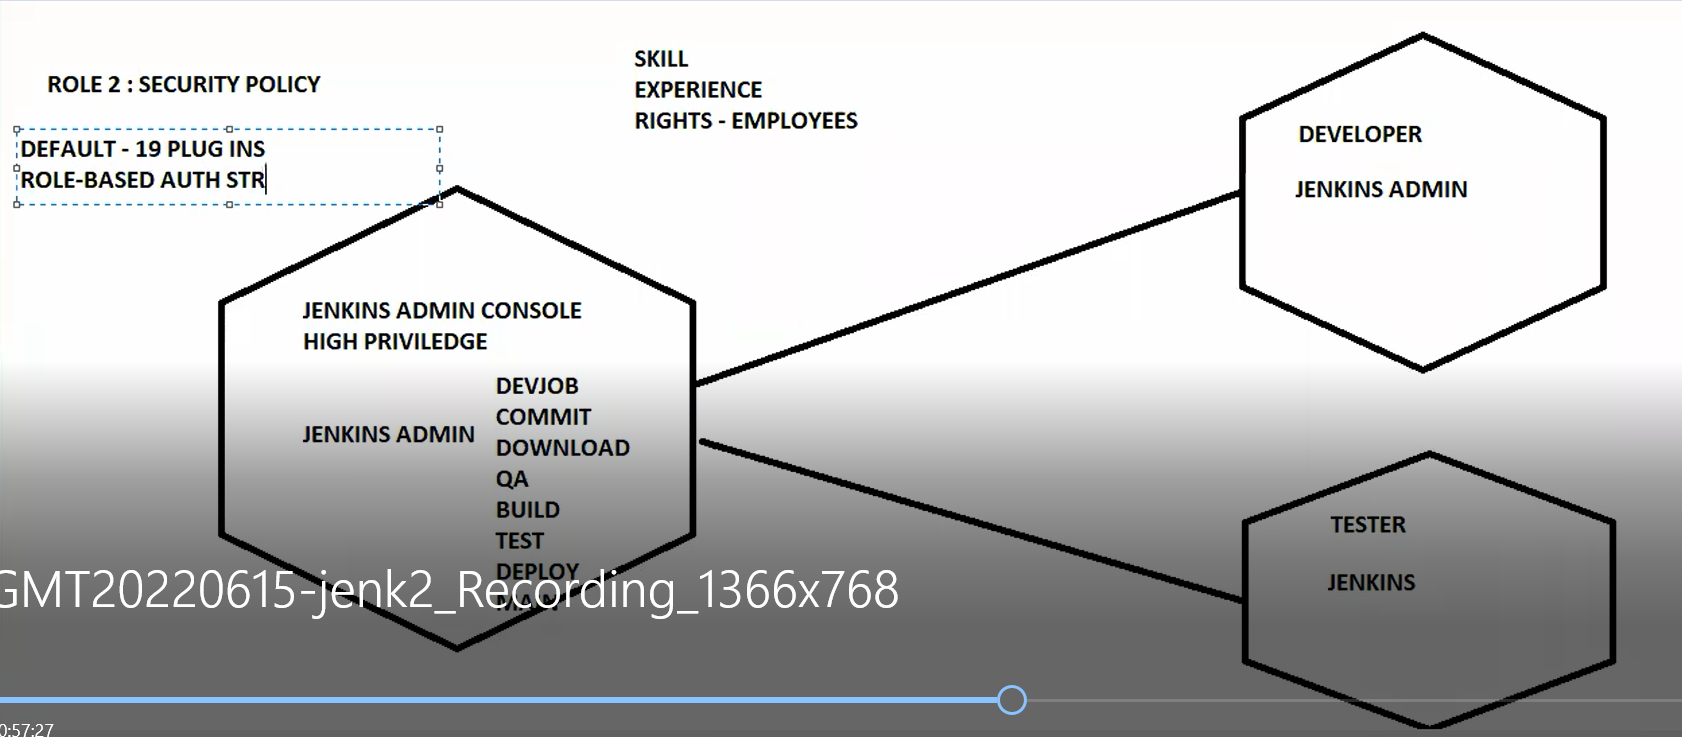 ROLE 2 : SECURITY POLICY
DEFAULT - 19 PLUG INS
ROLE-BASED AUTH STR
SKILL
EXPERIENCE
RIGHTS - EMPLOYEES
JENKINS ADMIN CONSOLE
HIGH PRIVILEDGE
JENKINS ADMIN
DEVJOB
COMMIT
DOWNLOAD
QA
BUILD
TEST
DEPLOY
DEVELOPER
JENKINS ADMIN
TESTER
JENKINS
GMT20220615-jenk2_Recording_1366x768
0:57:27